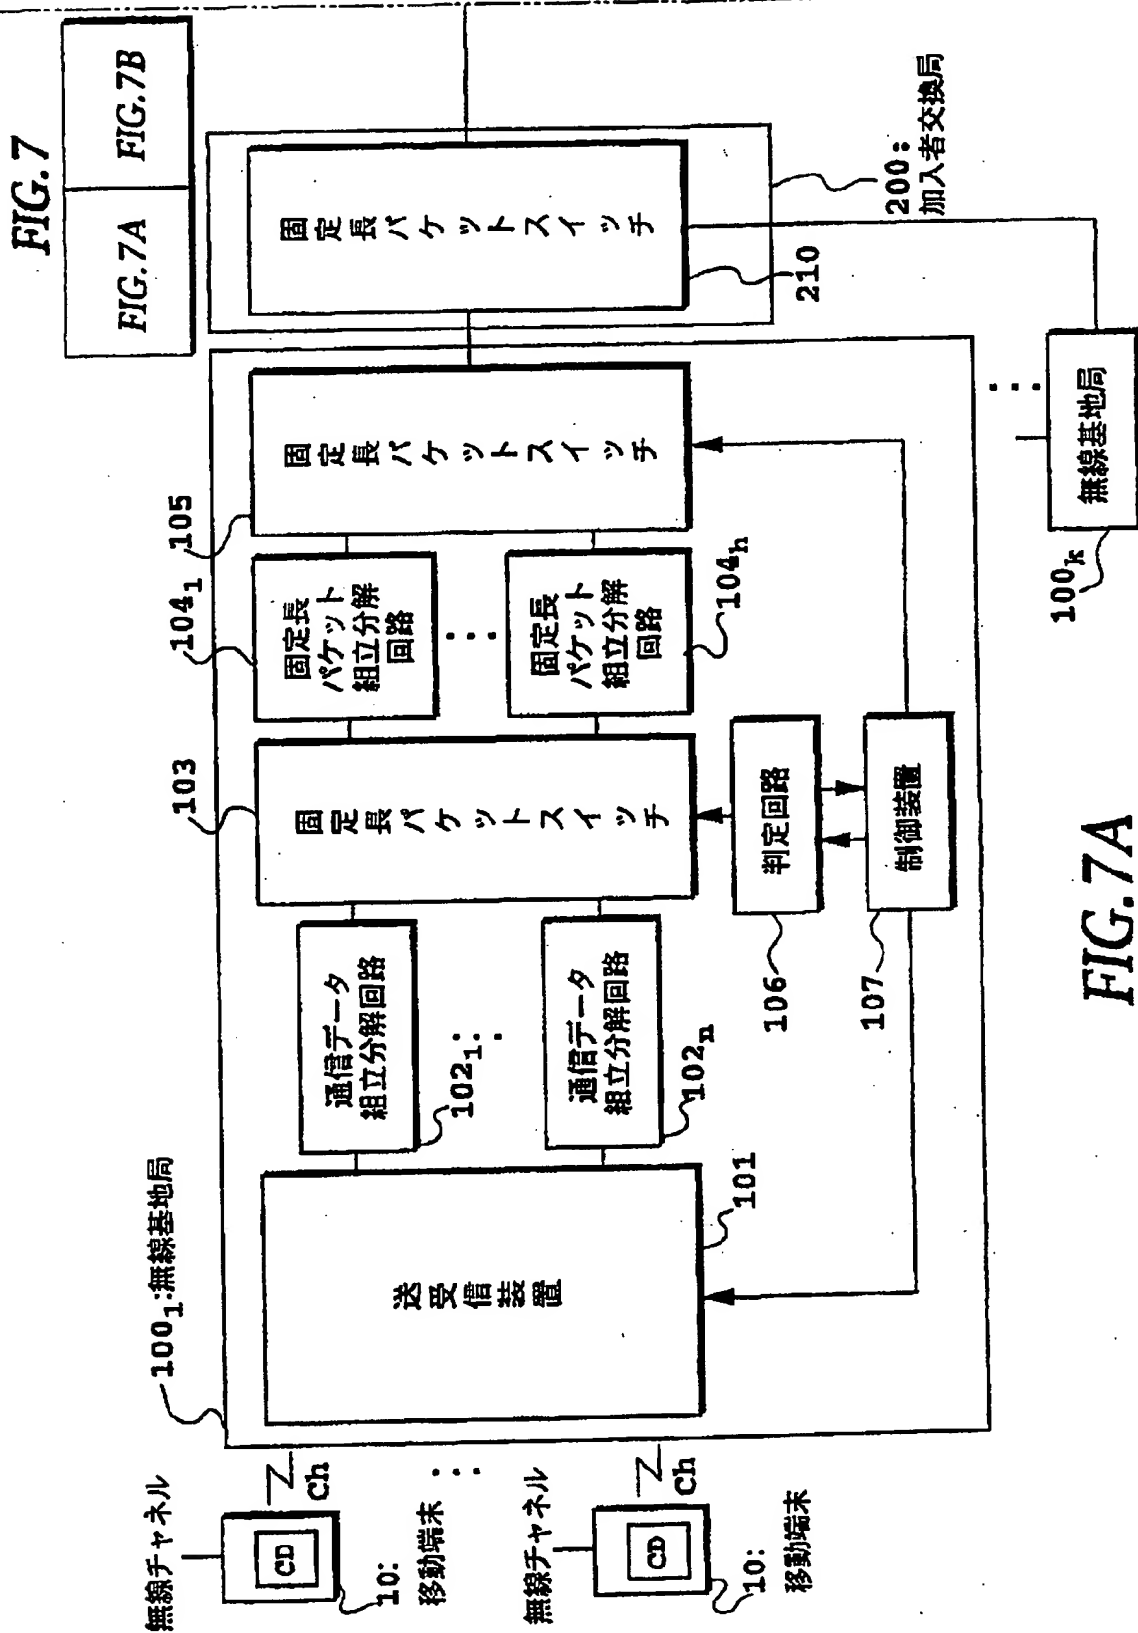 FIG.7
FIG.7A
FIG.7B
無線チャネル
CD
Ch
10:
移動端末
無線チャネル
CD
Ch
10:
移動端末
100₁:無線基地局
送受信装置
101
通信データ
組立分解回路
102₁
通信データ
組立分解回路
102ₙ
103
固定長パケットスイッチ
104₁
固定長
パケット
組立分解
回路
固定長
パケット
組立分解
回路
104ₕ
105
固定長パケットスイッチ
判定回路
106
制御装置
107
固定長パケットスイッチ
210
200:
加入者交換局
無線基地局
100ₖ
FIG.7A